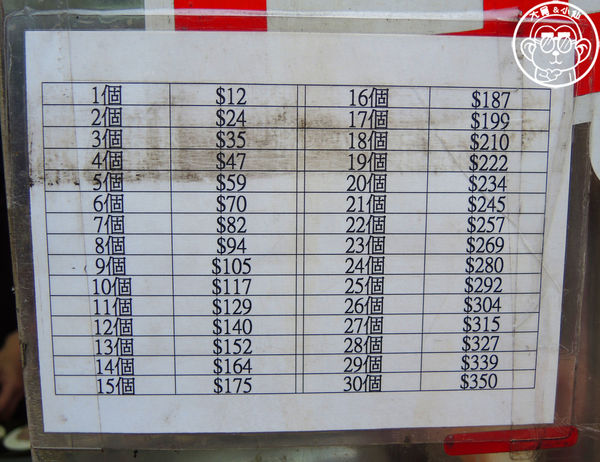 大手&小紅
1個 $12 16個 $187
2個 $24 17個 $199
3個 $35 18個 $210
4個 $47 19個 $222
5個 $59 20個 $234
6個 $70 21個 $245
7個 $82 22個 $257
8個 $94 23個 $269
9個 $105 24個 $280
10個 $117 25個 $292
11個 $129 26個 $304
12個 $140 27個 $315
13個 $152 28個 $327
14個 $164 29個 $339
15個 $175 30個 $350